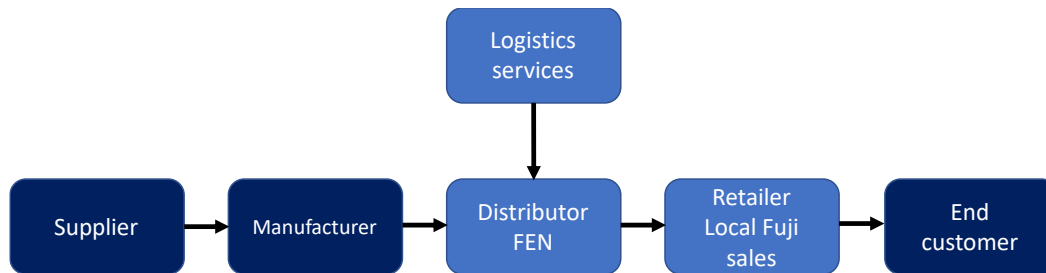 Logistics
services
Supplier
Manufacturer
Distributor
FEN
Retailer
Local Fuji
sales
End
customer